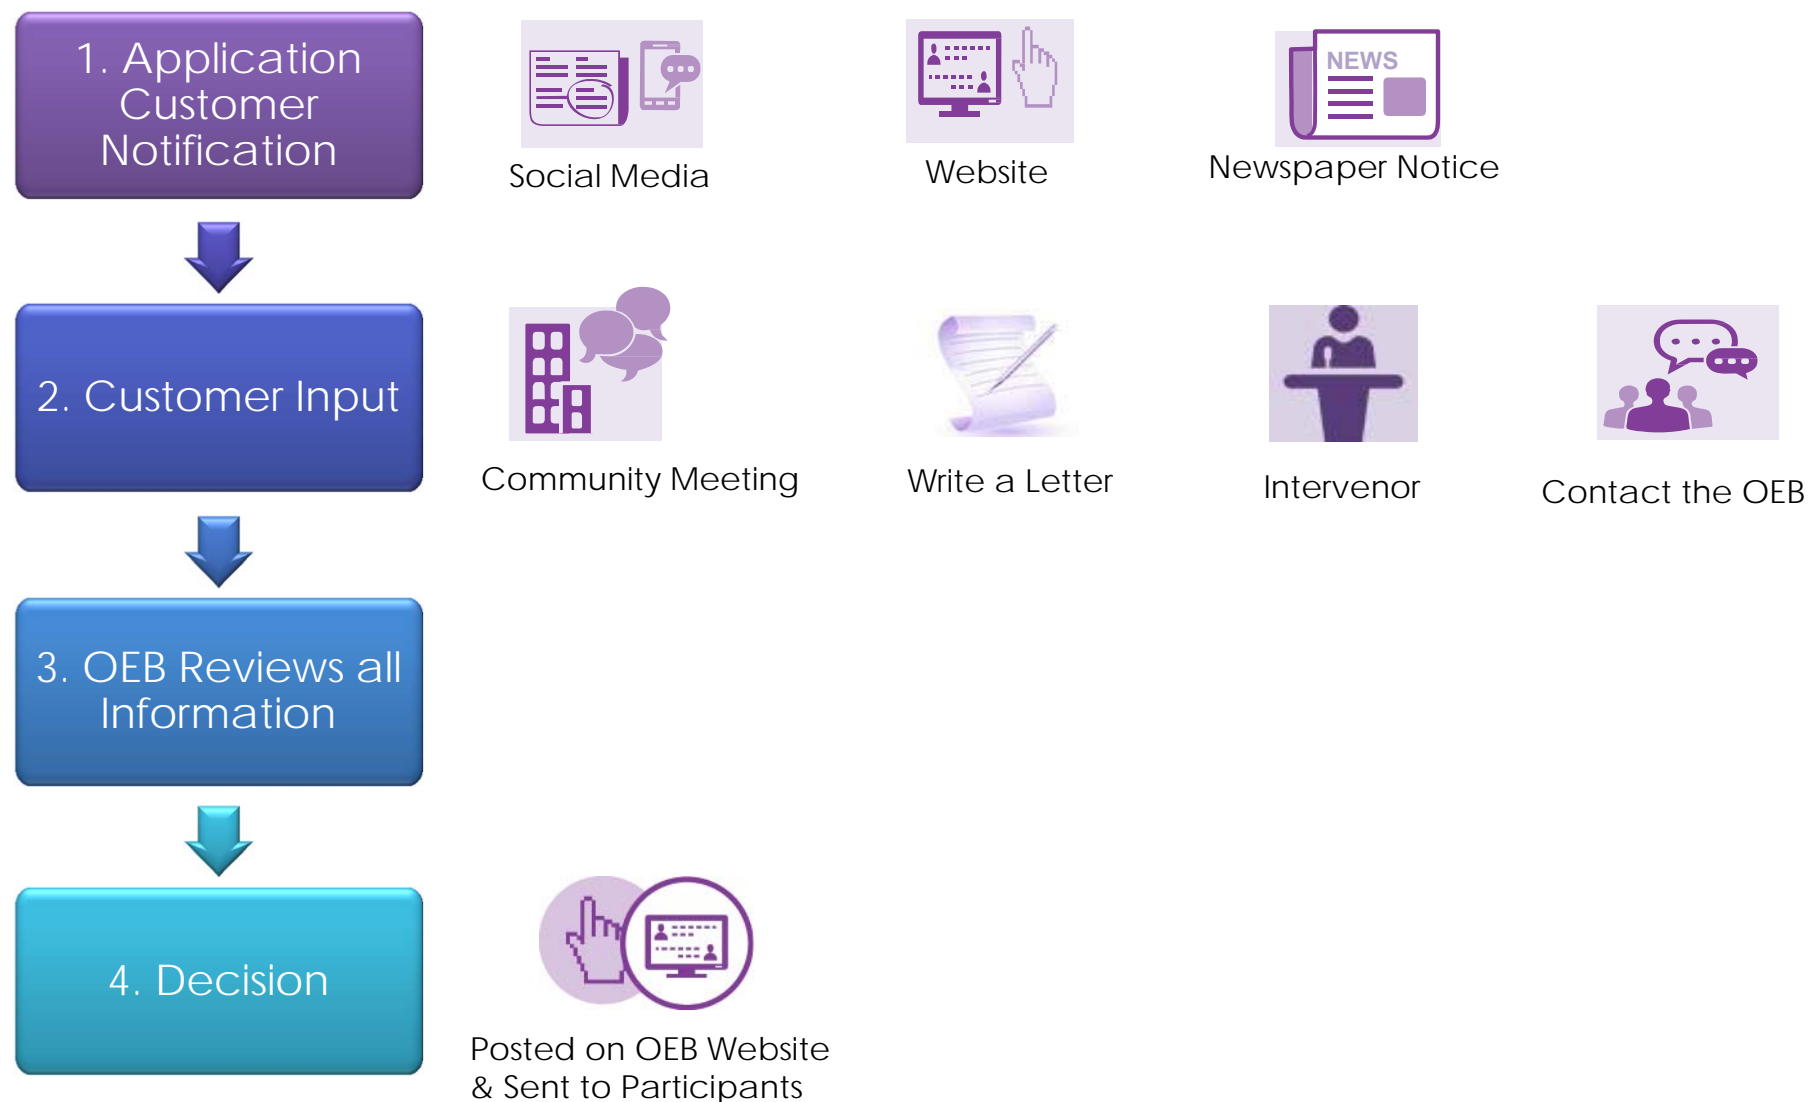 1. Application
Customer
Notification
Social Media
Website
NEWS
Newspaper Notice
2. Customer Input
Community Meeting
Write a Letter
Intervenor
Contact the OEB
3. OEB Reviews all
Information
4. Decision
Posted on OEB Website
& Sent to Participants